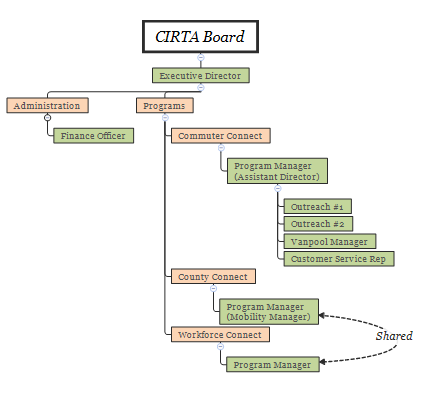 CIRTA Board
Executive Director
Administration
Programs
Finance Officer
Commuter Connect
Program Manager
(Assistant Director)
Outreach #1
Outreach #2
Vanpool Manager
Customer Service Rep
County Connect
Program Manager
(Mobility Manager)
Workforce Connect
Shared
Program Manager